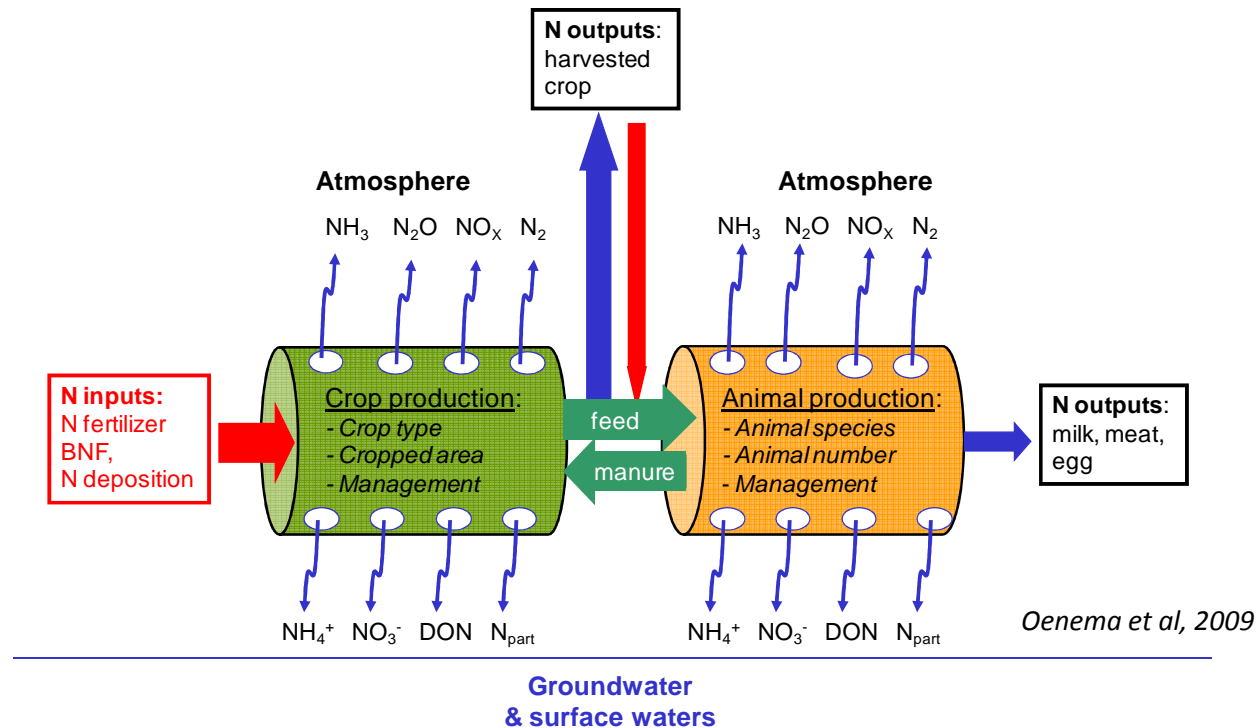 N outputs:
harvested
crop
Atmosphere
Atmosphere
NH₃ N₂O NOₓ N₂
NH₃ N₂O NOₓ N₂
N inputs:
N fertilizer
BNF,
N deposition
Crop production:
- Crop type
- Cropped area
- Management
feed
manure
Animal production:
- Animal species
- Animal number
- Management
N outputs:
milk, meat,
egg
NH₄⁺ NO₃⁻ DON Nₚₐᵣₜ
NH₄⁺ NO₃⁻ DON Nₚₐᵣₜ
Oenema et al, 2009
Groundwater
& surface waters